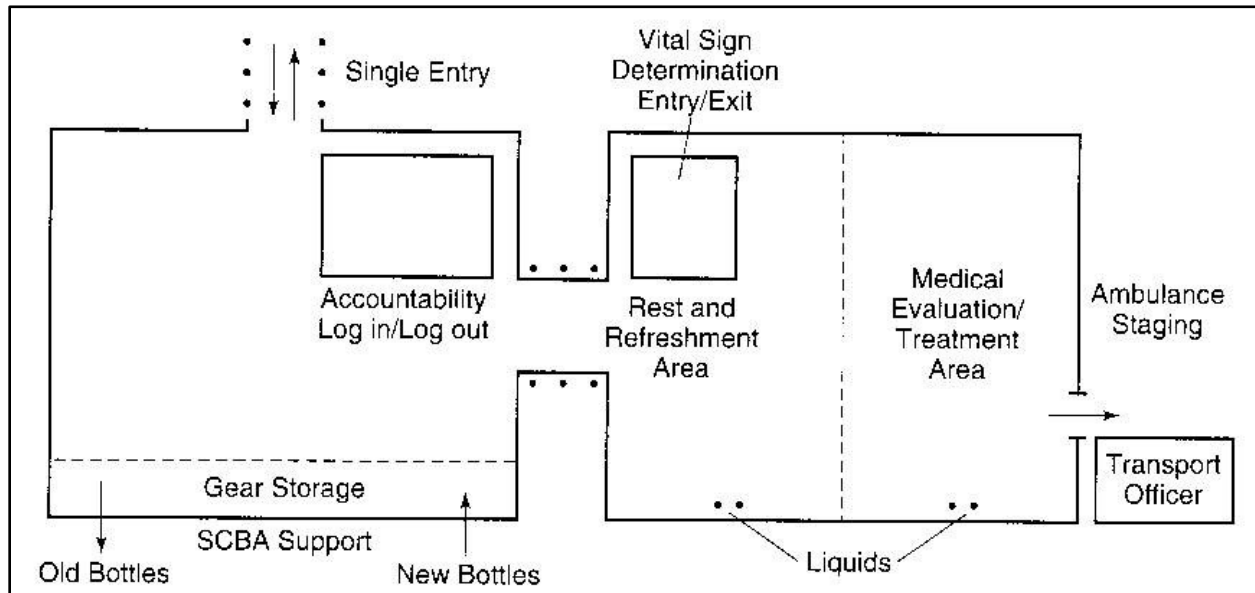 Single Entry
Vital Sign
Determination
Entry/Exit
Accountability
Log in/Log out
Rest and
Refreshment
Area
Medical
Evaluation/
Treatment
Area
Ambulance
Staging
Transport
Officer
Gear Storage
SCBA Support
Old Bottles
New Bottles
Liquids